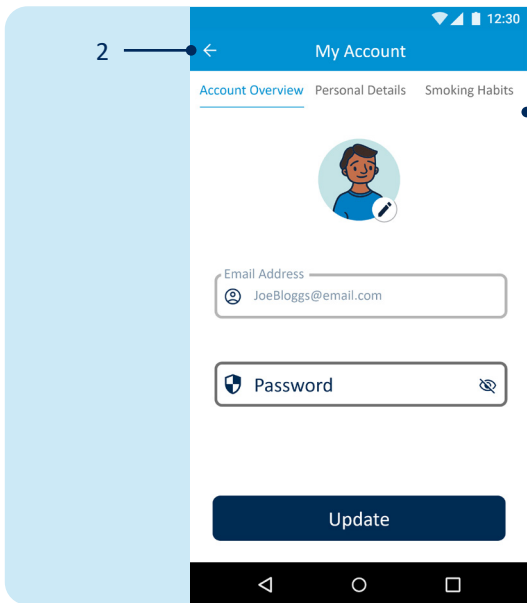 12:30
2
My Account
Account Overview Personal Details Smoking Habits
Email Address
JoeBloggs@email.com
Password
Update